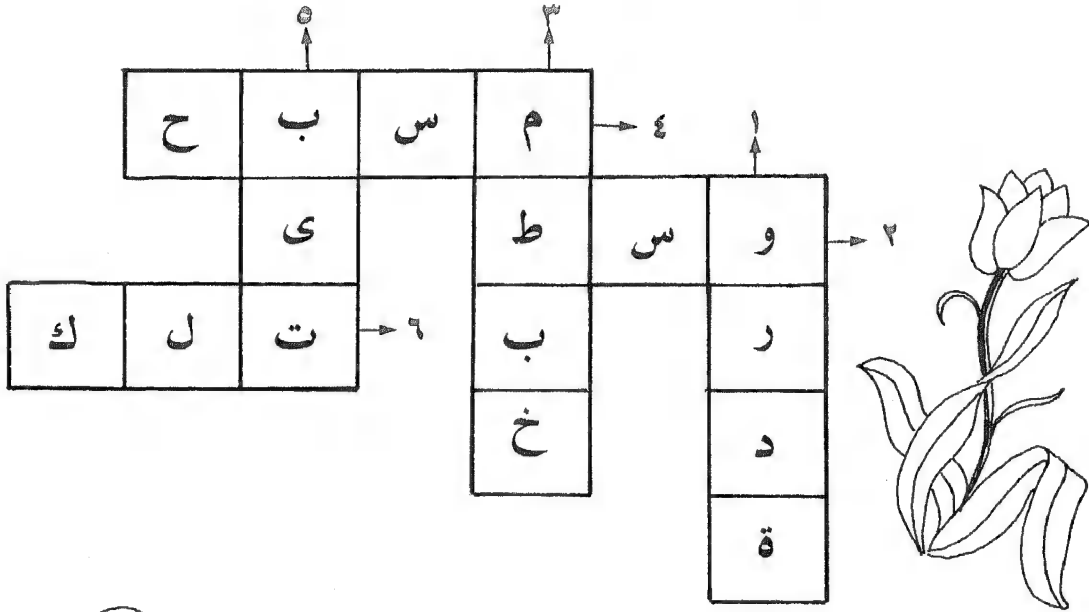 ٥ ٣
م س ب ح
٤ ١
و س ط ى
٢
ر ب ت ل ك
٦
د خ
ة